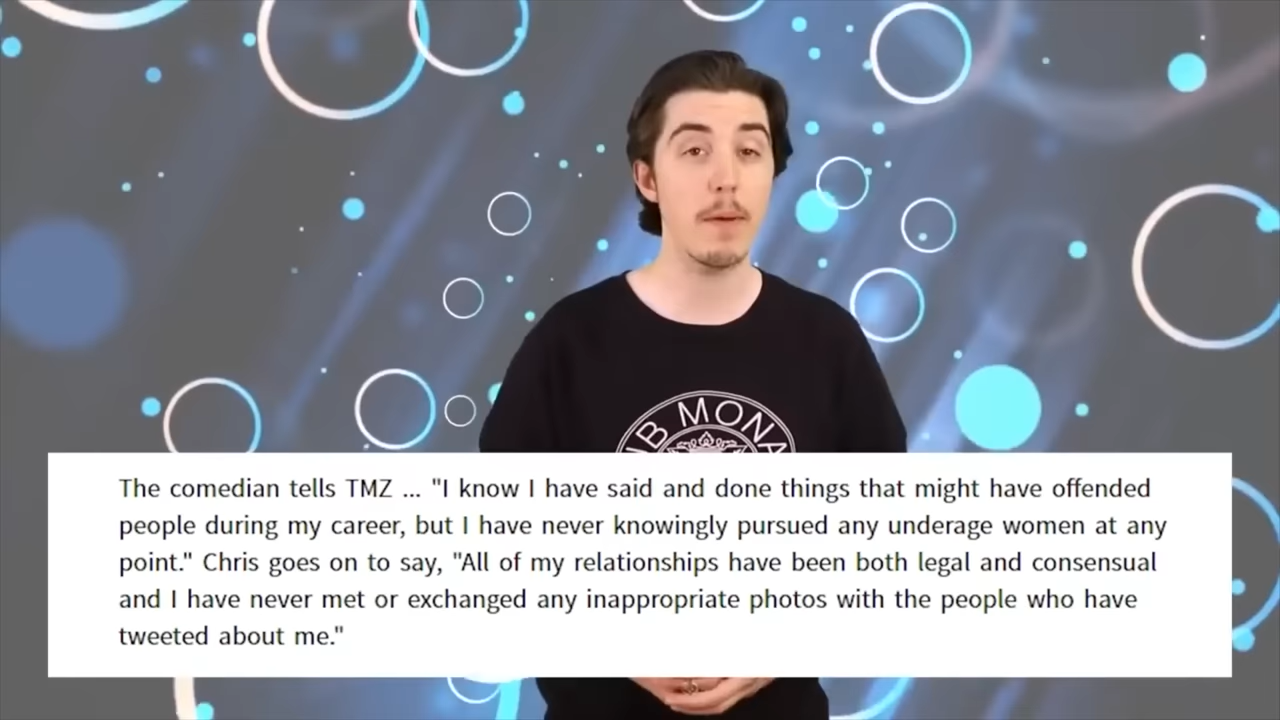 UB MONA
The comedian tells TMZ ... "I know I have said and done things that might have offended
people during my career, but I have never knowingly pursued any underage women at any
point." Chris goes on to say, "All of my relationships have been both legal and consensual
and I have never met or exchanged any inappropriate photos with the people who have
tweeted about me."